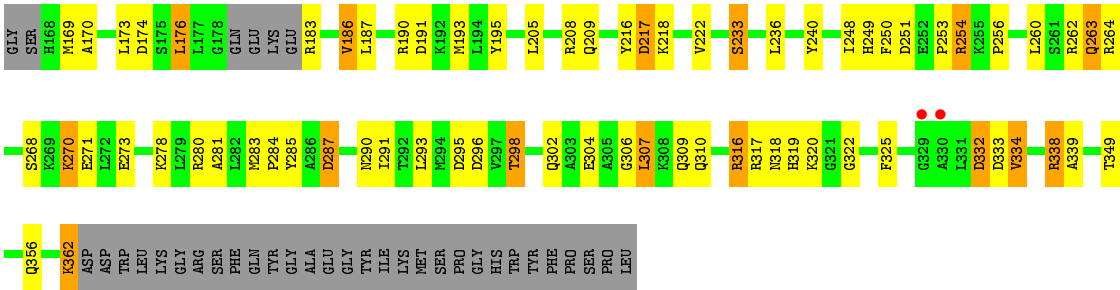 GLY SER H168 M169 A170 L173 D174 S175 L176 L177 G178 GLN GLU LYS GLU R183 V186 L187 R190 D191 K192 M193 L194 Y195 L205 R208 Q209 Y216 D217 K218 V222 S233 L236 Y240 I248 H249 F250 D251 E252 P253 R254 K255 P256 L260 S261 R262 Q263 R264
S268 K269 K270 E271 L272 E273 K278 L279 R280 A281 L282 M283 P284 Y285 A286 D287 N290 I291 T292 L293 M294 D295 D296 V297 T298 Q302 A303 E304 A305 G306 L307 K308 Q309 Q310 R316 R317 N318 H319 K320 G321 G322 F325 G329 A330 L331 D332 D333 V334 R338 A339 T349
Q356 K362 ASP ASP TRP LEU LYS GLY ARG SER PHE GLN TYR GLY ALA GLU GLY TYR ILE LYS MET SER PRO GLY HIS TRP TYR PHE PRO SER PRO LEU